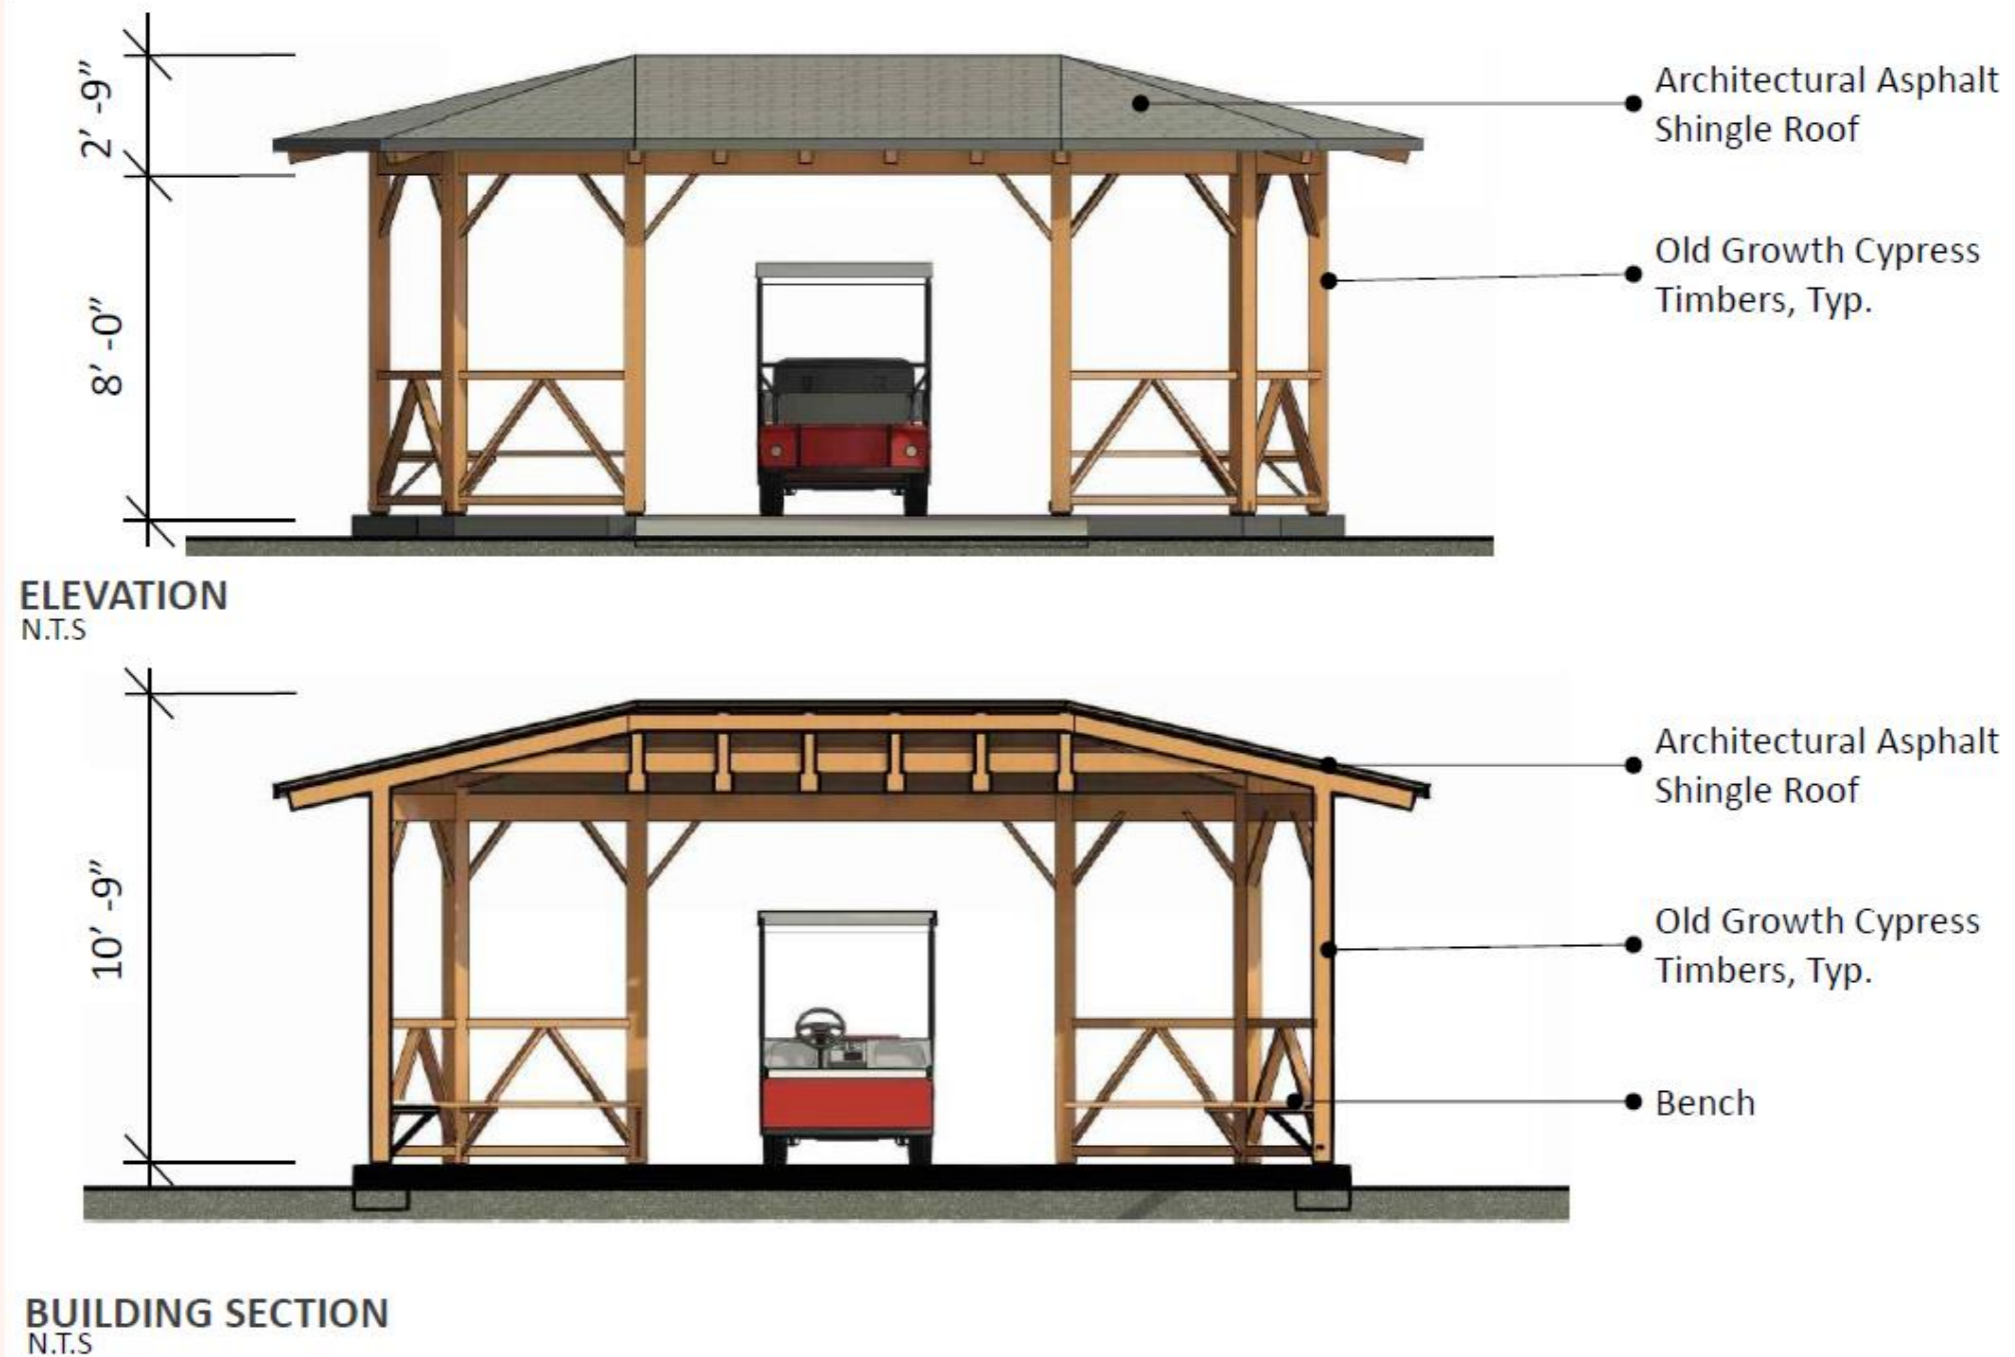 2' -9"
Architectural Asphalt
Shingle Roof
Old Growth Cypress
Timbers, Typ.
8' -0"
ELEVATION
N.T.S
Architectural Asphalt
Shingle Roof
10' -9"
Old Growth Cypress
Timbers, Typ.
Bench
BUILDING SECTION
N.T.S